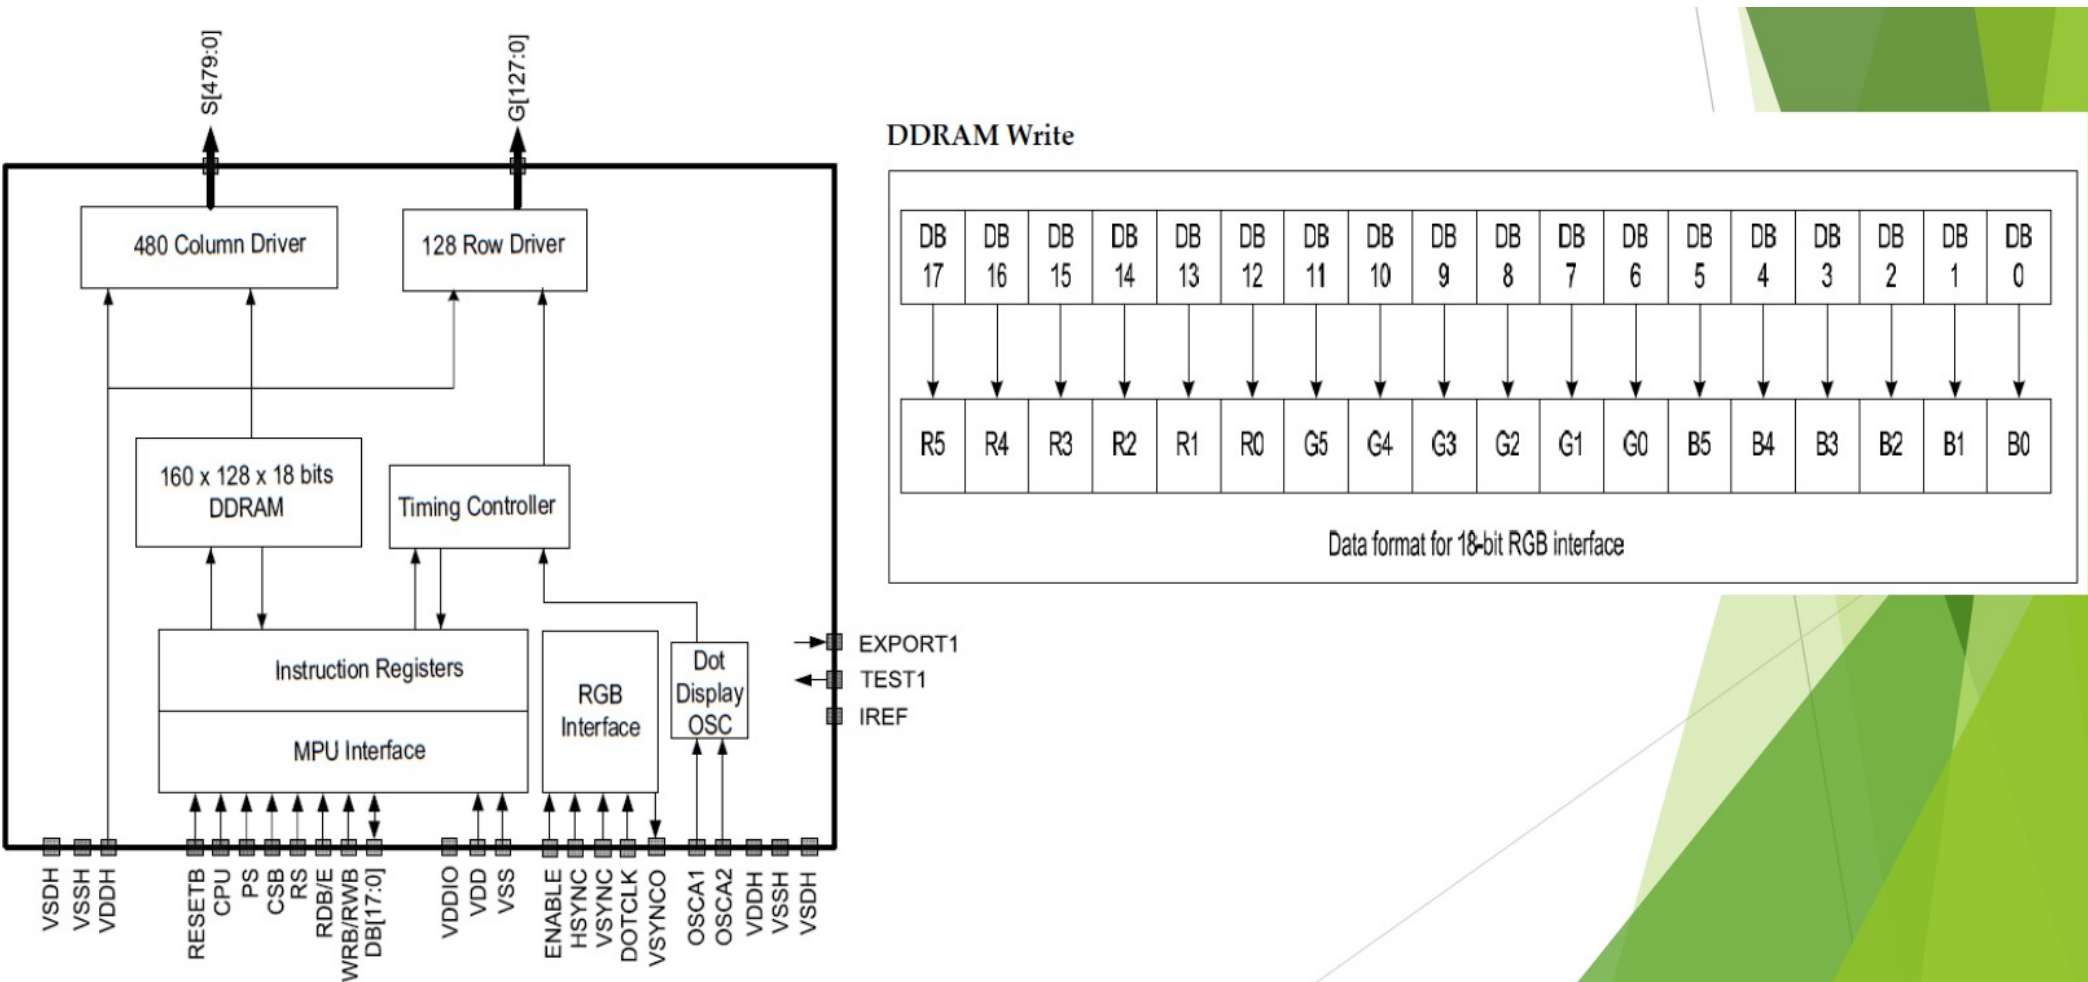 S[479:0]
G[127:0]
480 Column Driver
128 Row Driver
160 x 128 x 18 bits
DDRAM
Timing Controller
Instruction Registers
MPU Interface
RGB
Interface
Dot
Display
OSC
EXPORT1
TEST1
IREF
VSDH
VSSH
VDDH
RESETB
CPU
PS
CSB
RS
RDB/E
WRB/RWB
DB[17:0]
VDDIO
VDD
VSS
ENABLE
HSYNC
VSYNC
DOTCLK
VSYNCO
OSCA1
OSCA2
VDDH
VSSH
VSDH
DDRAM Write
DB DB DB DB DB DB DB DB DB DB DB DB DB DB DB DB DB DB
17 16 15 14 13 12 11 10 9 8 7 6 5 4 3 2 1 0
R5 R4 R3 R2 R1 R0 G5 G4 G3 G2 G1 G0 B5 B4 B3 B2 B1 B0
Data format for 18-bit RGB interface